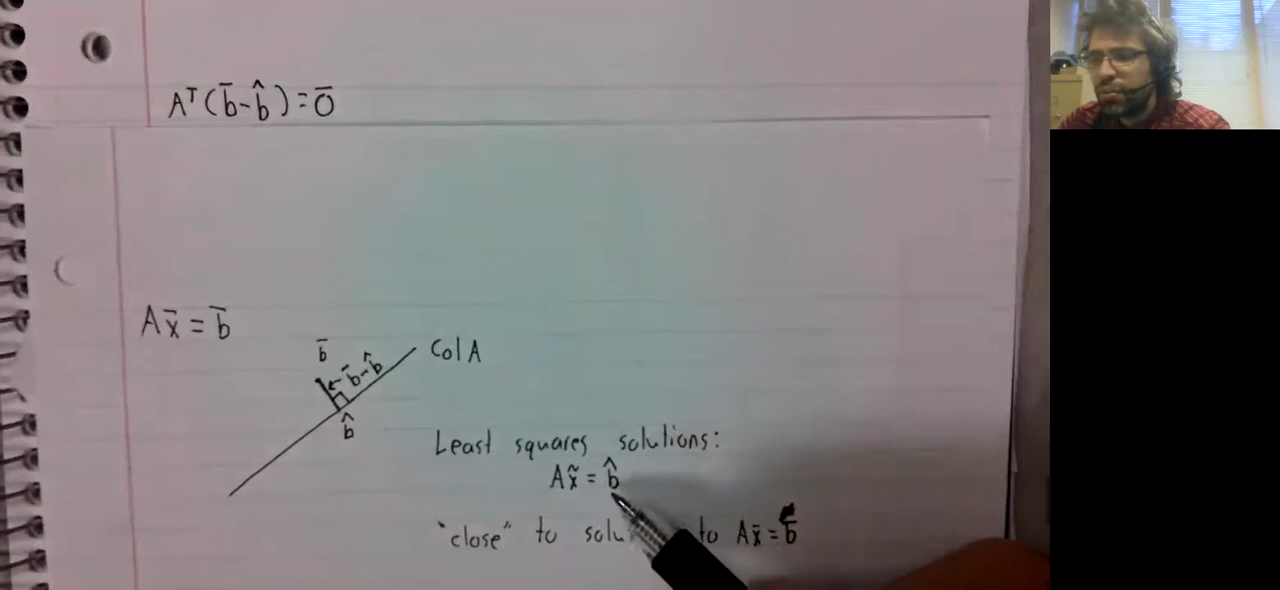 Aᵀ(b̄-b̂)=0̄
Ax̄ = b̄
b̄
b̄-b̂
Col A
b̂
Least squares solutions:
Ax̃ = b̂
"close" to solu to Ax̄ = b̄